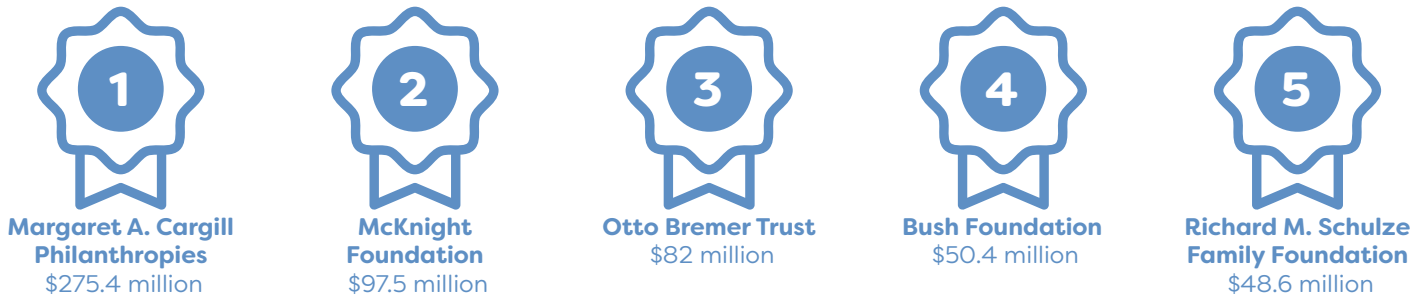 1
Margaret A. Cargill
Philanthropies
$275.4 million
2
McKnight
Foundation
$97.5 million
3
Otto Bremer Trust
$82 million
4
Bush Foundation
$50.4 million
5
Richard M. Schulze
Family Foundation
$48.6 million